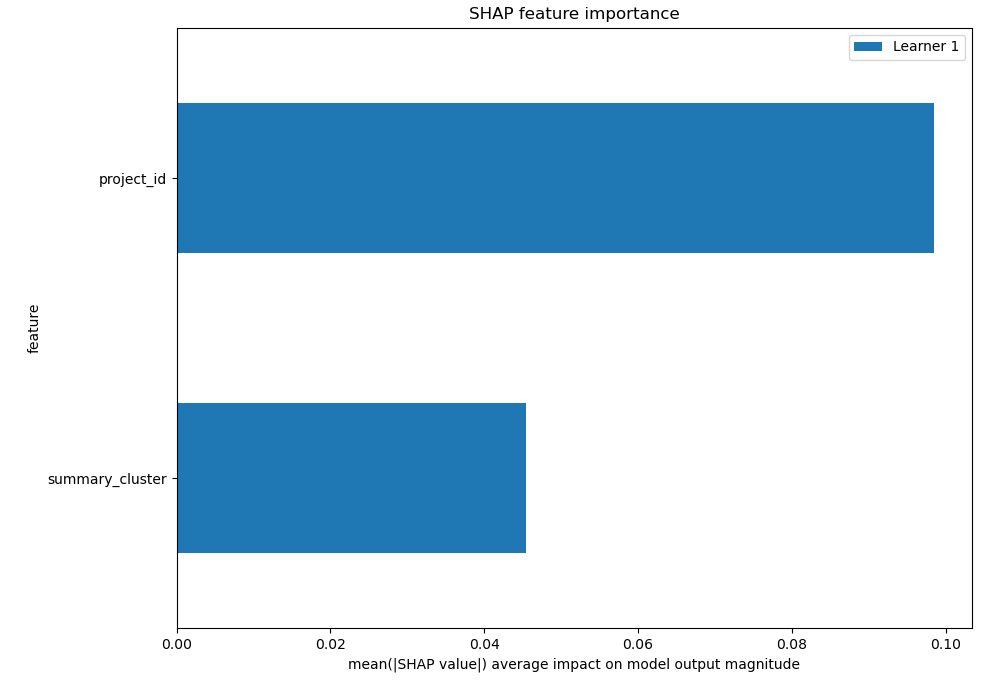 SHAP feature importance
Learner 1
project_id
feature
summary_cluster
0.00 0.02 0.04 0.06 0.08 0.10
mean(|SHAP value|) average impact on model output magnitude